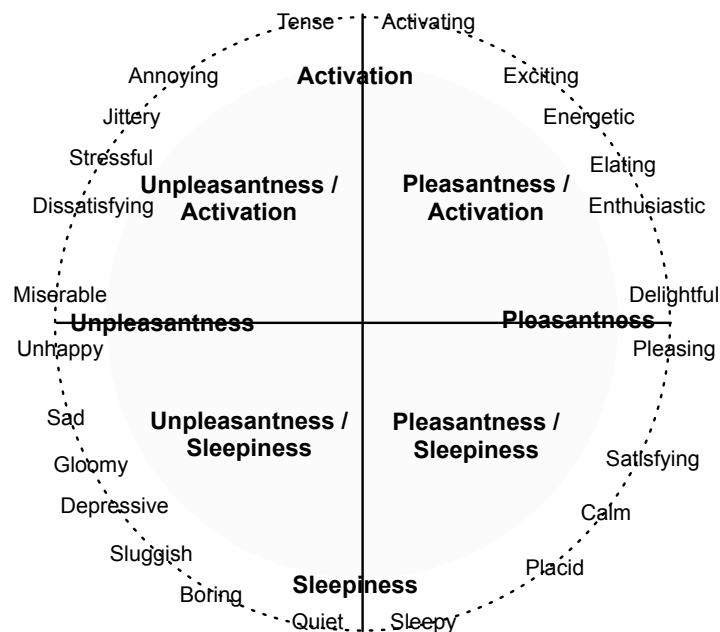 Tense
Activating
Annoying
Activation
Exciting
Jittery
Energetic
Stressful
Elating
Unpleasantness /
Activation
Pleasantness /
Activation
Dissatisfying
Enthusiastic
Miserable
Delightful
Unpleasantness
Pleasantness
Unhappy
Pleasing
Sad
Unpleasantness /
Sleepiness
Pleasantness /
Sleepiness
Gloomy
Satisfying
Depressive
Calm
Sluggish
Placid
Boring
Sleepiness
Quiet
Sleepy